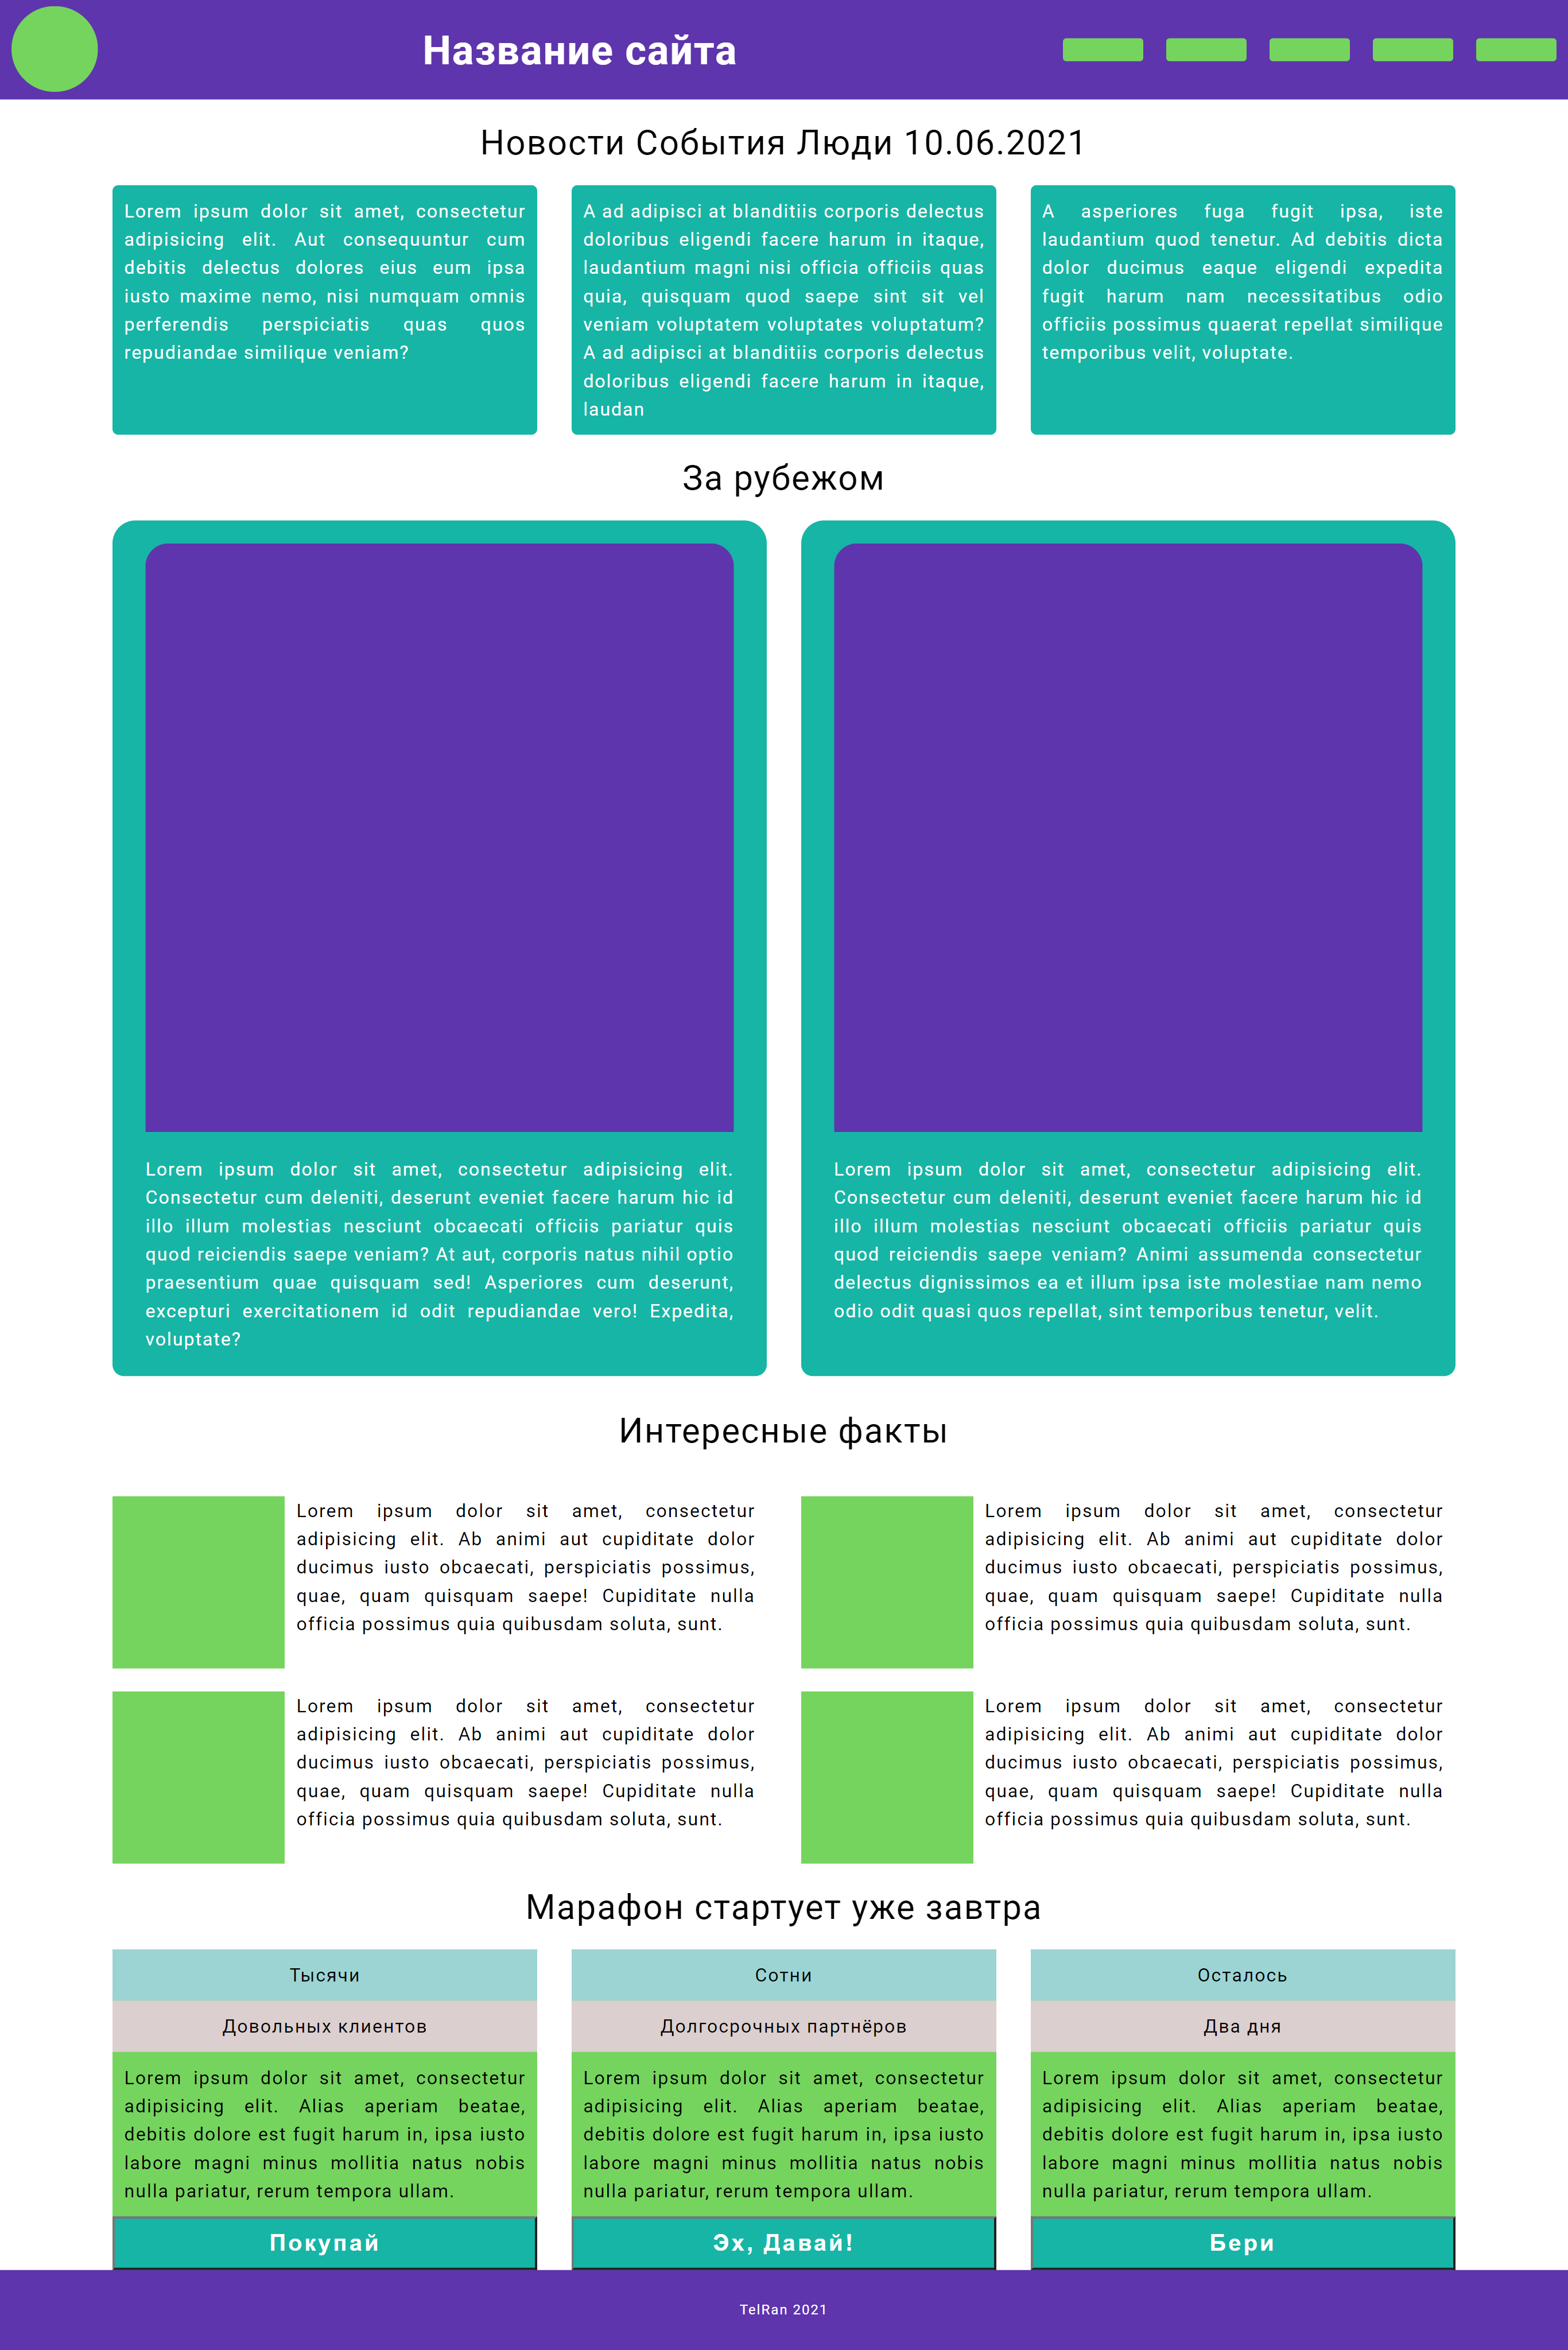 Название сайта
Новости События Люди 10.06.2021
Lorem ipsum dolor sit amet, consectetur
adipisicing elit. Aut consequuntur cum
debitis delectus dolores eius eum ipsa
iusto maxime nemo, nisi numquam omnis
perferendis perspiciatis quas quos
repudiandae similique veniam?
A ad adipisci at blanditiis corporis delectus
doloribus eligendi facere harum in itaque,
laudantium magni nisi officia officiis quas
quia, quisquam quod saepe sint sit vel
veniam voluptatem voluptates voluptatum?
A ad adipisci at blanditiis corporis delectus
doloribus eligendi facere harum in itaque,
laudan
A asperiores fuga fugit ipsa, iste
laudantium quod tenetur. Ad debitis dicta
dolor ducimus eaque eligendi expedita
fugit harum nam necessitatibus odio
officiis possimus quaerat repellat similique
temporibus velit, voluptate.
За рубежом
Lorem ipsum dolor sit amet, consectetur adipisicing elit.
Consectetur cum deleniti, deserunt eveniet facere harum hic id
illo illum molestias nesciunt obcaecati officiis pariatur quis
quod reiciendis saepe veniam? At aut, corporis natus nihil optio
praesentium quae quisquam sed! Asperiores cum deserunt,
excepturi exercitationem id odit repudiandae vero! Expedita,
voluptate?
Lorem ipsum dolor sit amet, consectetur adipisicing elit.
Consectetur cum deleniti, deserunt eveniet facere harum hic id
illo illum molestias nesciunt obcaecati officiis pariatur quis
quod reiciendis saepe veniam? Animi assumenda consectetur
delectus dignissimos ea et illum ipsa iste molestiae nam nemo
odio odit quasi quos repellat, sint temporibus tenetur, velit.
Интересные факты
Lorem ipsum dolor sit amet, consectetur
adipisicing elit. Ab animi aut cupiditate dolor
ducimus iusto obcaecati, perspiciatis possimus,
quae, quam quisquam saepe! Cupiditate nulla
officia possimus quia quibusdam soluta, sunt.
Lorem ipsum dolor sit amet, consectetur
adipisicing elit. Ab animi aut cupiditate dolor
ducimus iusto obcaecati, perspiciatis possimus,
quae, quam quisquam saepe! Cupiditate nulla
officia possimus quia quibusdam soluta, sunt.
Lorem ipsum dolor sit amet, consectetur
adipisicing elit. Ab animi aut cupiditate dolor
ducimus iusto obcaecati, perspiciatis possimus,
quae, quam quisquam saepe! Cupiditate nulla
officia possimus quia quibusdam soluta, sunt.
Lorem ipsum dolor sit amet, consectetur
adipisicing elit. Ab animi aut cupiditate dolor
ducimus iusto obcaecati, perspiciatis possimus,
quae, quam quisquam saepe! Cupiditate nulla
officia possimus quia quibusdam soluta, sunt.
Марафон стартует уже завтра
Тысячи
Довольных клиентов
Lorem ipsum dolor sit amet, consectetur
adipisicing elit. Alias aperiam beatae,
debitis dolore est fugit harum in, ipsa iusto
labore magni minus mollitia natus nobis
nulla pariatur, rerum tempora ullam.
Покупай
Сотни
Долгосрочных партнёров
Lorem ipsum dolor sit amet, consectetur
adipisicing elit. Alias aperiam beatae,
debitis dolore est fugit harum in, ipsa iusto
labore magni minus mollitia natus nobis
nulla pariatur, rerum tempora ullam.
Эх, Давай!
Осталось
Два дня
Lorem ipsum dolor sit amet, consectetur
adipisicing elit. Alias aperiam beatae,
debitis dolore est fugit harum in, ipsa iusto
labore magni minus mollitia natus nobis
nulla pariatur, rerum tempora ullam.
Бери
TelRan 2021